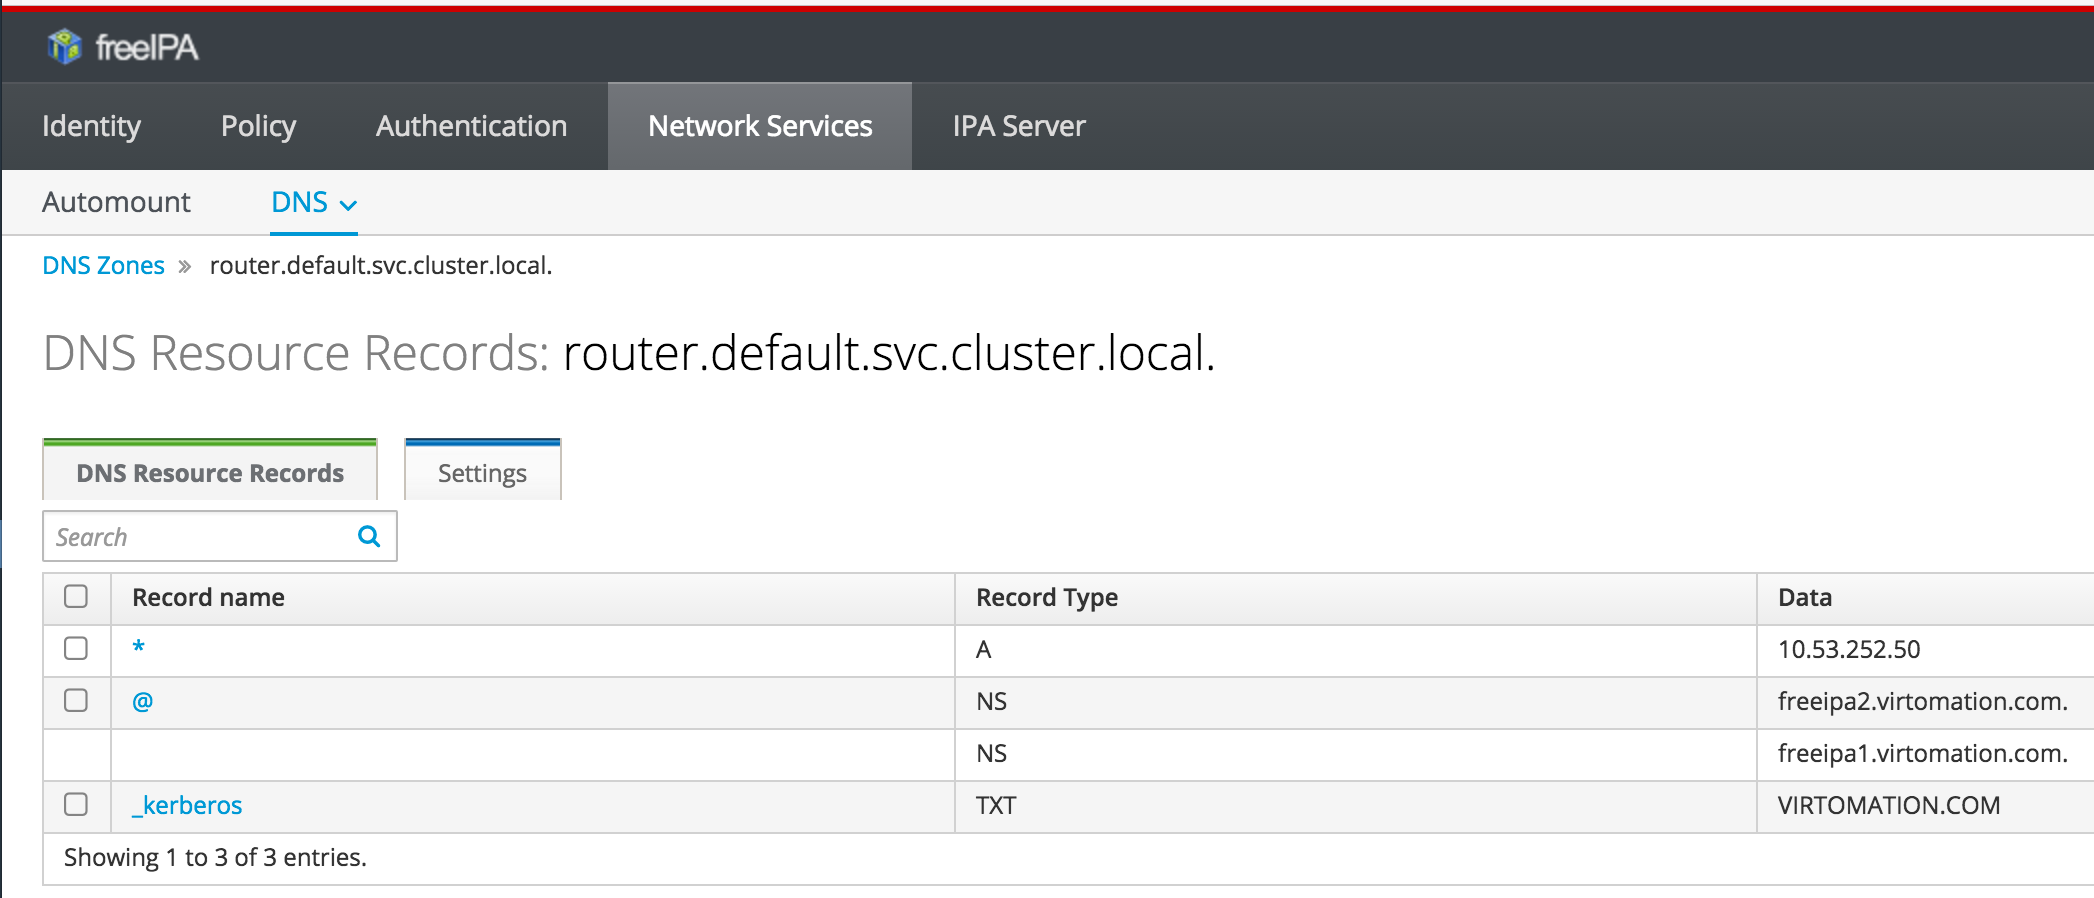 freeIPA
Identity Policy Authentication Network Services IPA Server
Automount DNS
DNS Zones » router.default.svc.cluster.local.
DNS Resource Records: router.default.svc.cluster.local.
DNS Resource Records Settings
Search
Record name Record Type Data
* A 10.53.252.50
@ NS freeipa2.virtomation.com.
NS freeipa1.virtomation.com.
_kerberos TXT VIRTOMATION.COM
Showing 1 to 3 of 3 entries.